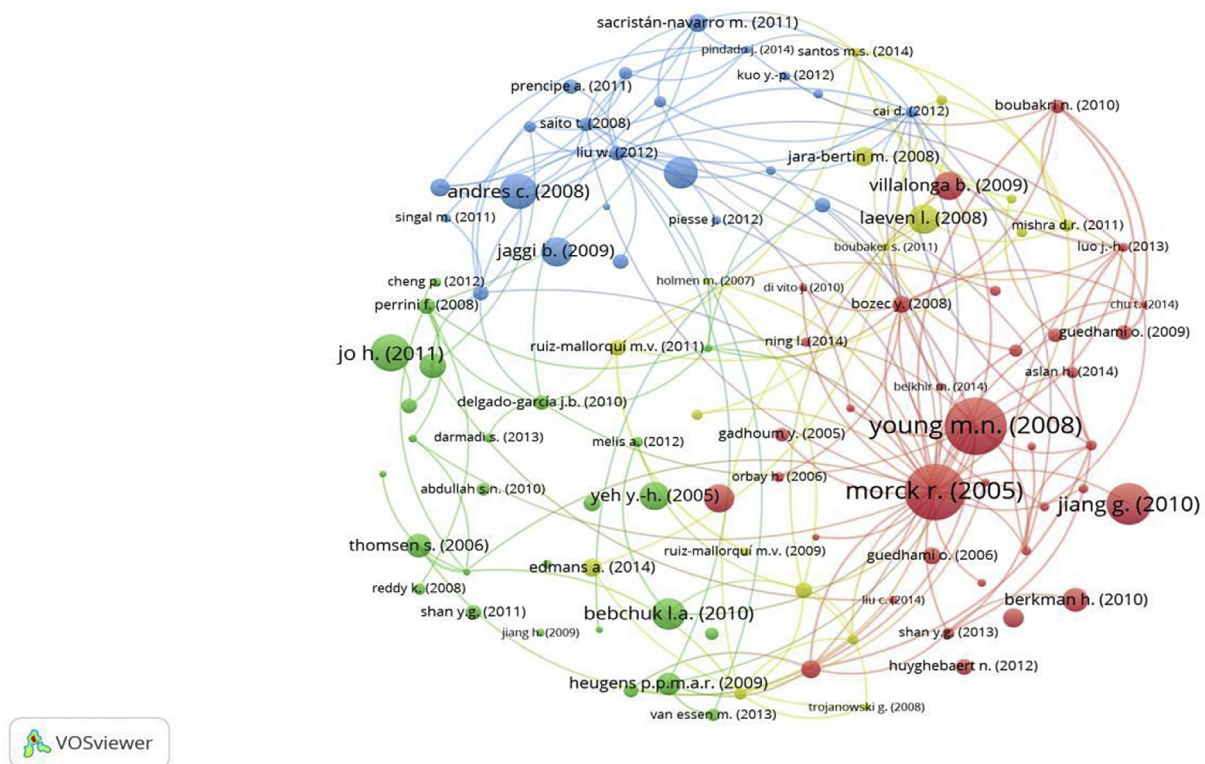 sacristán-navarro m. (2011)
pindado j. (2014)
santos m.s. (2014)
kuo y.-p. (2012)
prencipe a. (2011)
boubakri n. (2010)
cai d. (2012)
saito t. (2008)
liu w. (2012)
jara-bertin m. (2008)
villalonga b. (2009)
andres c. (2008)
singal m. (2011)
piesse j. (2012)
laeven l. (2008)
mishra d.r. (2011)
boubaker s. (2011)
luo j.-h. (2013)
jaggi b. (2009)
cheng p. (2012)
holmen m. (2007)
di vito j. (2010)
perrini f. (2008)
bozec y. (2008)
chu t. (2014)
guedhami o. (2009)
ning l. (2014)
ruiz-mallorquí m.v. (2011)
jo h. (2011)
aslan h. (2014)
belkhir m. (2014)
delgado-garcía j.b. (2010)
young m.n. (2008)
gadhoum y. (2005)
darmadi s. (2013)
melis a. (2012)
orbay h. (2006)
abdullah s.n. (2010)
yeh y.-h. (2005)
morck r. (2005)
jiang g. (2010)
thomsen s. (2006)
ruiz-mallorquí m.v. (2009)
guedhami o. (2006)
edmans a. (2014)
reddy k. (2008)
liu c. (2014)
berkman h. (2010)
shan y.g. (2011)
bebchuk l.a. (2010)
jiang h. (2009)
shan y.g. (2013)
huyghebaert n. (2012)
heugens p.p.m.a.r. (2009)
trojanowski g. (2008)
van essen m. (2013)
VOSviewer